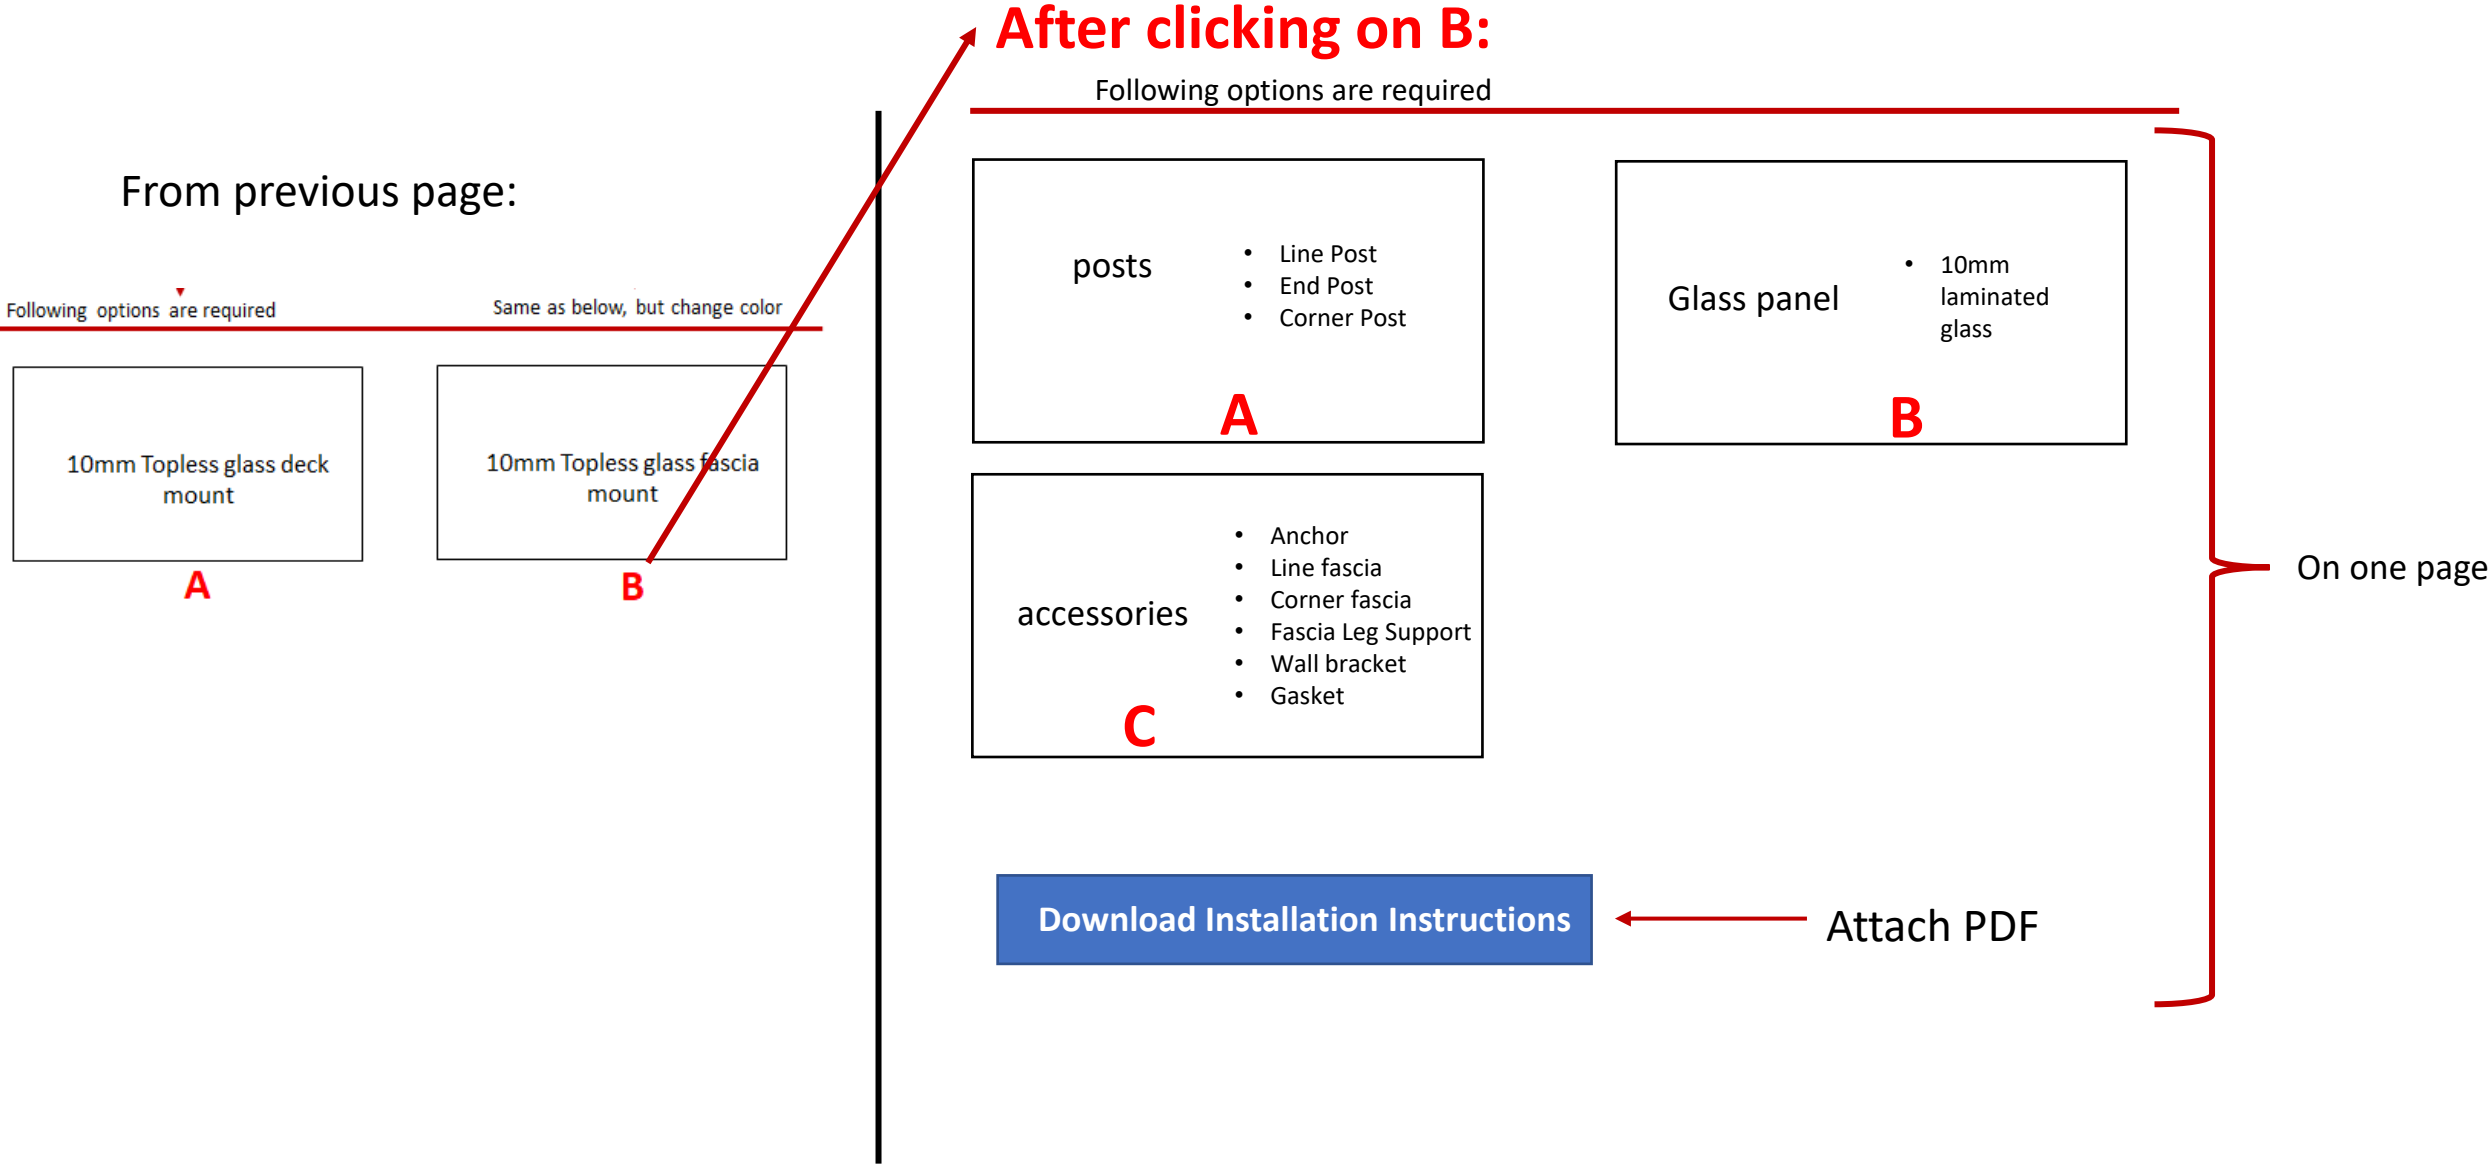 After clicking on B:
Following options are required
From previous page:
Following options are required
Same as below, but change color
10mm Topless glass deck
mount
A
10mm Topless glass fascia
mount
B
posts
• Line Post
• End Post
• Corner Post
A
Glass panel
• 10mm
laminated
glass
B
accessories
• Anchor
• Line fascia
• Corner fascia
• Fascia Leg Support
• Wall bracket
• Gasket
C
On one page
Download Installation Instructions
Attach PDF